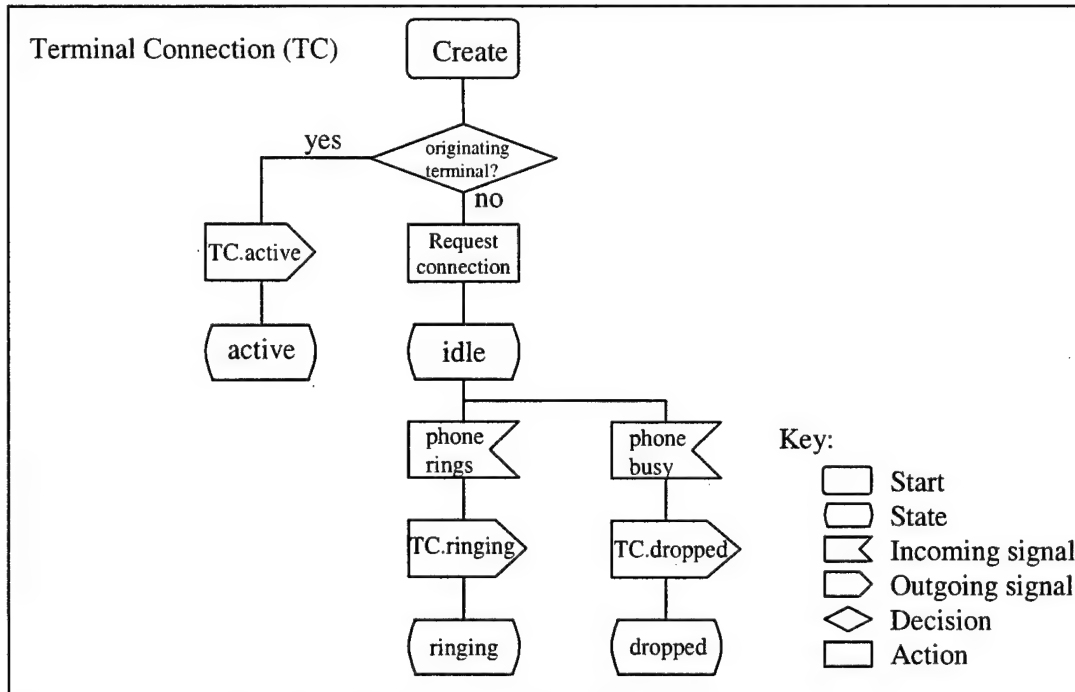 Terminal Connection (TC)
Create
yes
originating
terminal?
no
TC.active
Request
connection
active
idle
phone
rings
phone
busy
Key:
Start
State
TC.ringing
TC.dropped
Incoming signal
Outgoing signal
Decision
ringing
dropped
Action